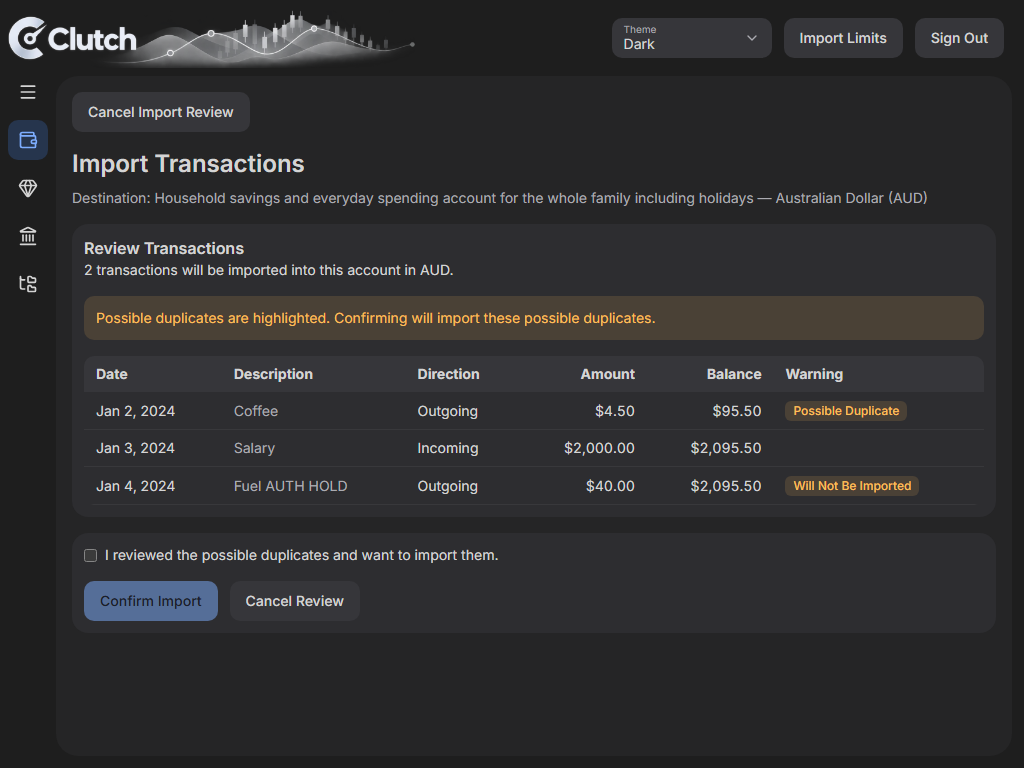 Clutch
Theme
Dark
Import Limits
Sign Out
Cancel Import Review
Import Transactions
Destination: Household savings and everyday spending account for the whole family including holidays — Australian Dollar (AUD)
Review Transactions
2 transactions will be imported into this account in AUD.
Possible duplicates are highlighted. Confirming will import these possible duplicates.
Date Description Direction Amount Balance Warning
Jan 2, 2024 Coffee Outgoing $4.50 $95.50 Possible Duplicate
Jan 3, 2024 Salary Incoming $2,000.00 $2,095.50
Jan 4, 2024 Fuel AUTH HOLD Outgoing $40.00 $2,095.50 Will Not Be Imported
I reviewed the possible duplicates and want to import them.
Confirm Import Cancel Review